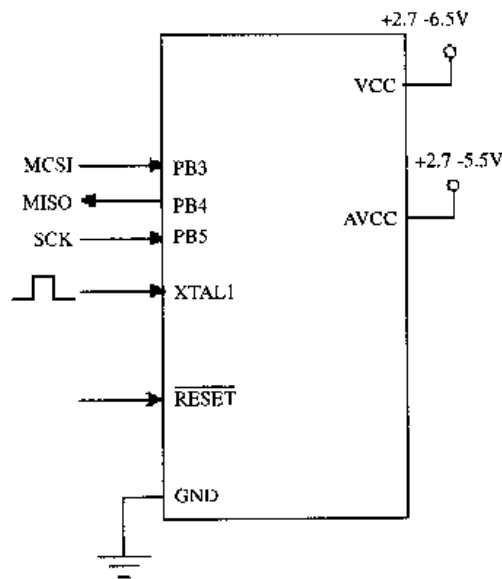 +2.7 -6.5V
VCC
+2.7 -5.5V
MCSI
PB3
MISO
PB4
AVCC
SCK
PB5
XTAL1
RESET
GND